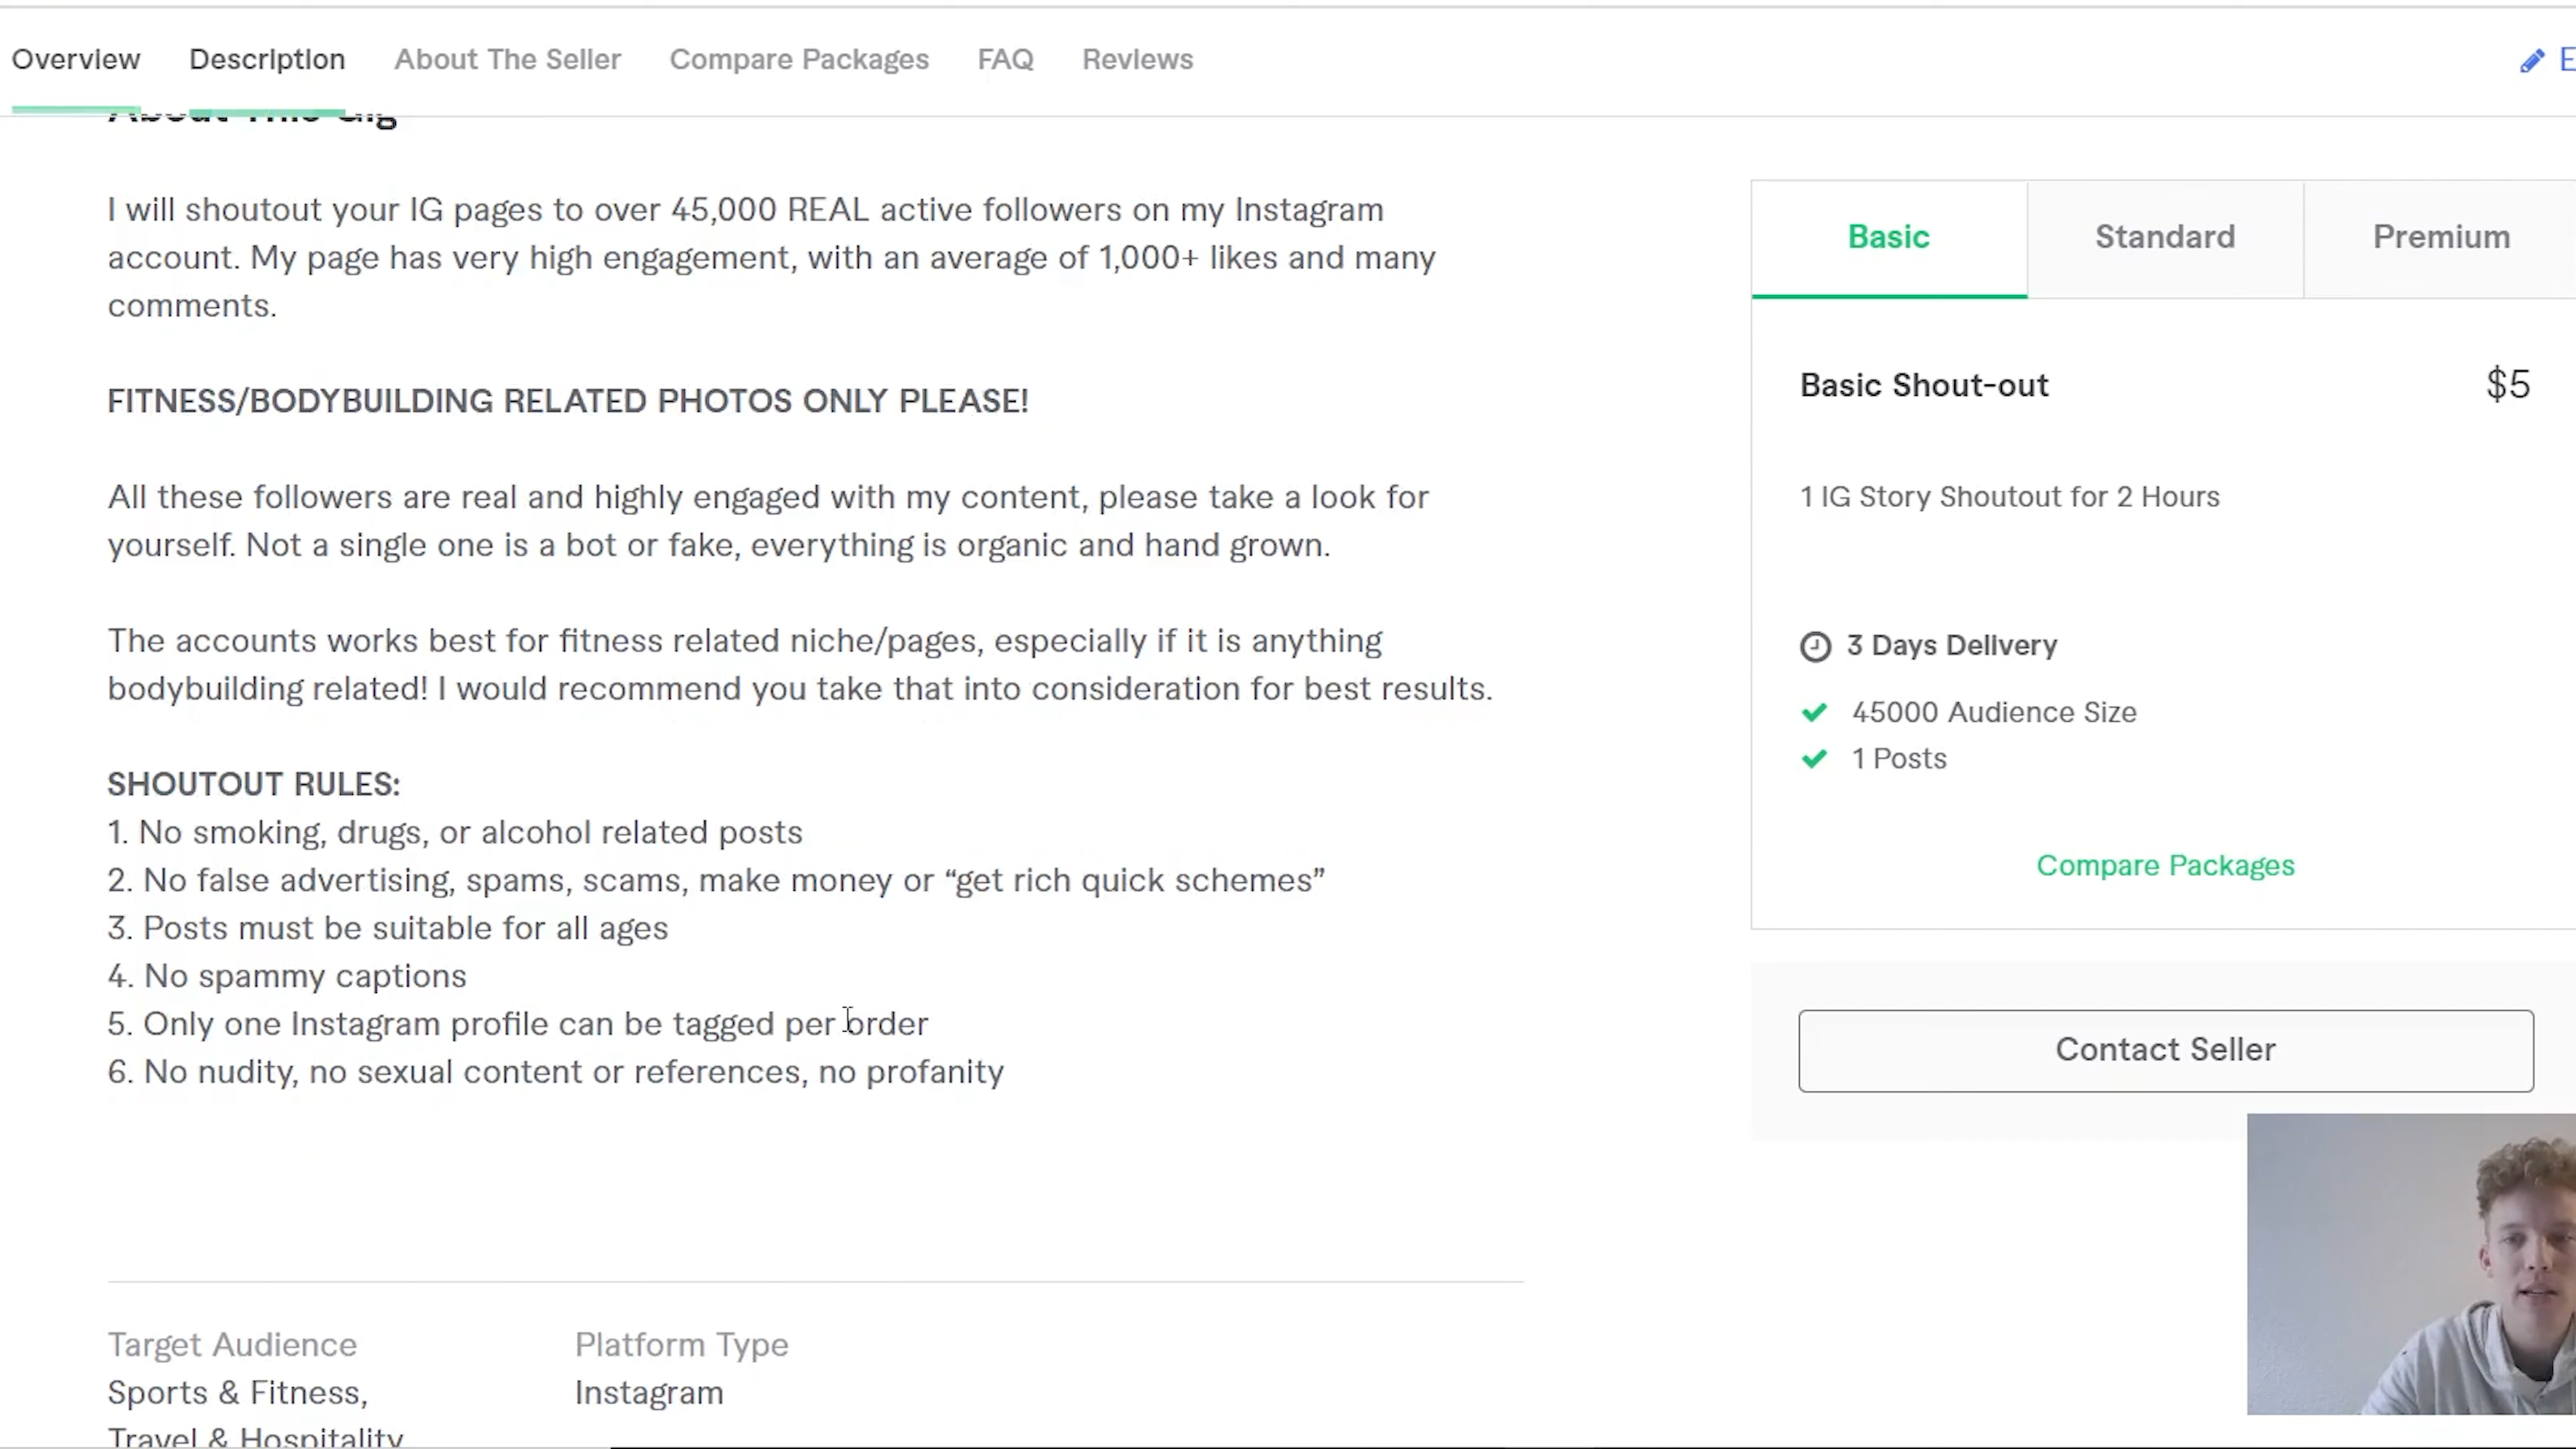 Overview Description About The Seller Compare Packages FAQ Reviews
About This Gig
I will shoutout your IG pages to over 45,000 REAL active followers on my Instagram
account. My page has very high engagement, with an average of 1,000+ likes and many
comments.
FITNESS/BODYBUILDING RELATED PHOTOS ONLY PLEASE!
All these followers are real and highly engaged with my content, please take a look for
yourself. Not a single one is a bot or fake, everything is organic and hand grown.
The accounts works best for fitness related niche/pages, especially if it is anything
bodybuilding related! I would recommend you take that into consideration for best results.
SHOUTOUT RULES:
1. No smoking, drugs, or alcohol related posts
2. No false advertising, spams, scams, make money or “get rich quick schemes”
3. Posts must be suitable for all ages
4. No spammy captions
5. Only one Instagram profile can be tagged per order
6. No nudity, no sexual content or references, no profanity
Target Audience
Sports & Fitness,
Travel & Hospitality
Platform Type
Instagram
Basic Standard Premium
Basic Shout-out $5
1 IG Story Shoutout for 2 Hours
3 Days Delivery
45000 Audience Size
1 Posts
Compare Packages
Contact Seller